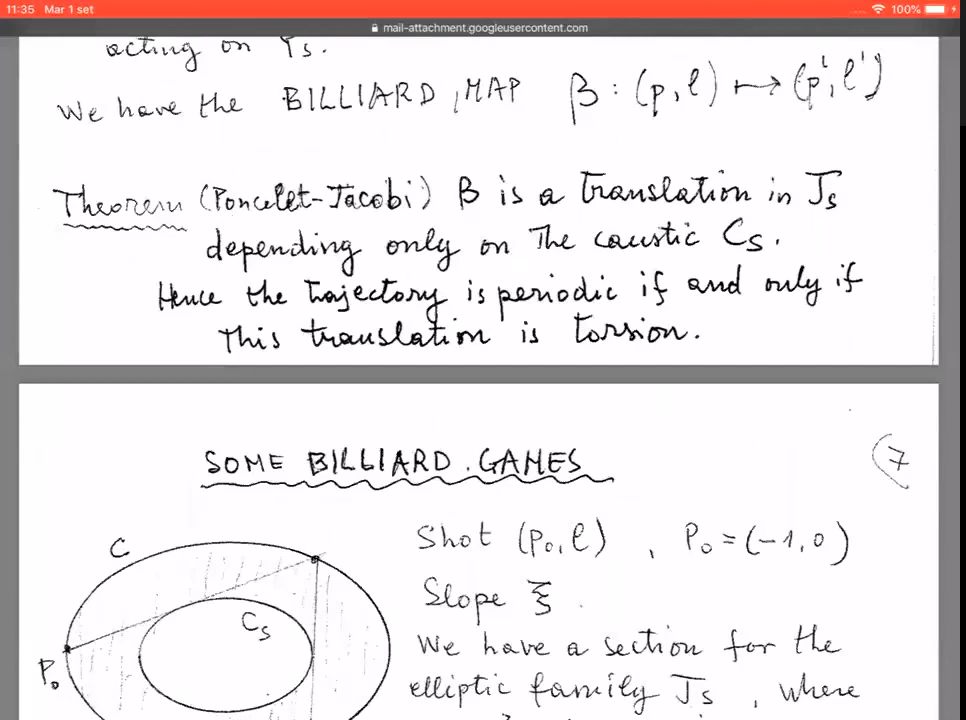 11:35 Mar 1 set
100%
mail-attachment.googleusercontent.com
acting on Ys.
We have the BILLIARD MAP β : (p, l) ↦ (p', l')
Theorem (Poncelet-Jacobi) β is a translation in Js
depending only on the caustic Cs.
Hence the trajectory is periodic if and only if
this translation is torsion.
7
SOME BILLIARD GAMES
C
Cs
P₀
Shot (p₀, l) , P₀ = (-1, 0)
Slope ξ
We have a section for the
elliptic family Js , where